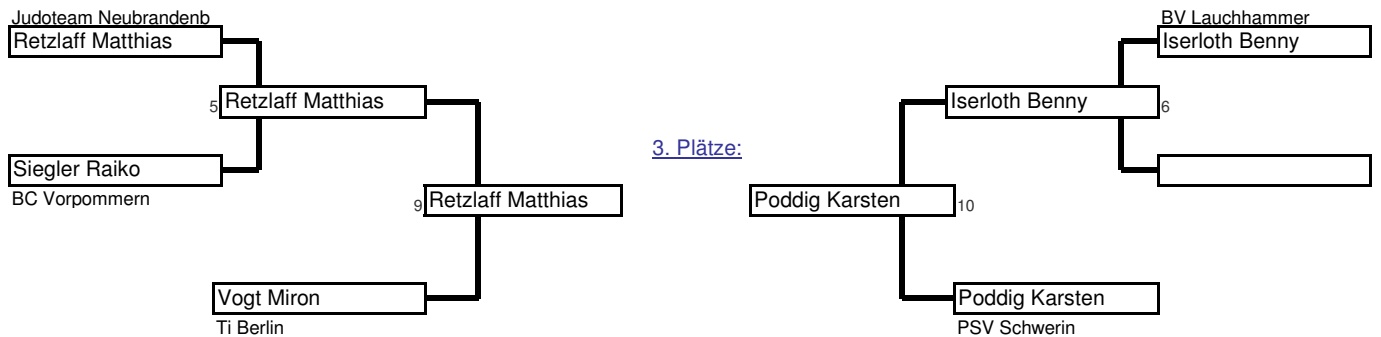 Judoteam Neubrandenb
Retzlaff Matthias
5
Retzlaff Matthias
Siegler Raiko
BC Vorpommern
9
Retzlaff Matthias
Vogt Miron
Ti Berlin
3. Plätze:
BV Lauchhammer
Iserloth Benny
Iserloth Benny
6
Poddig Karsten
10
Poddig Karsten
PSV Schwerin